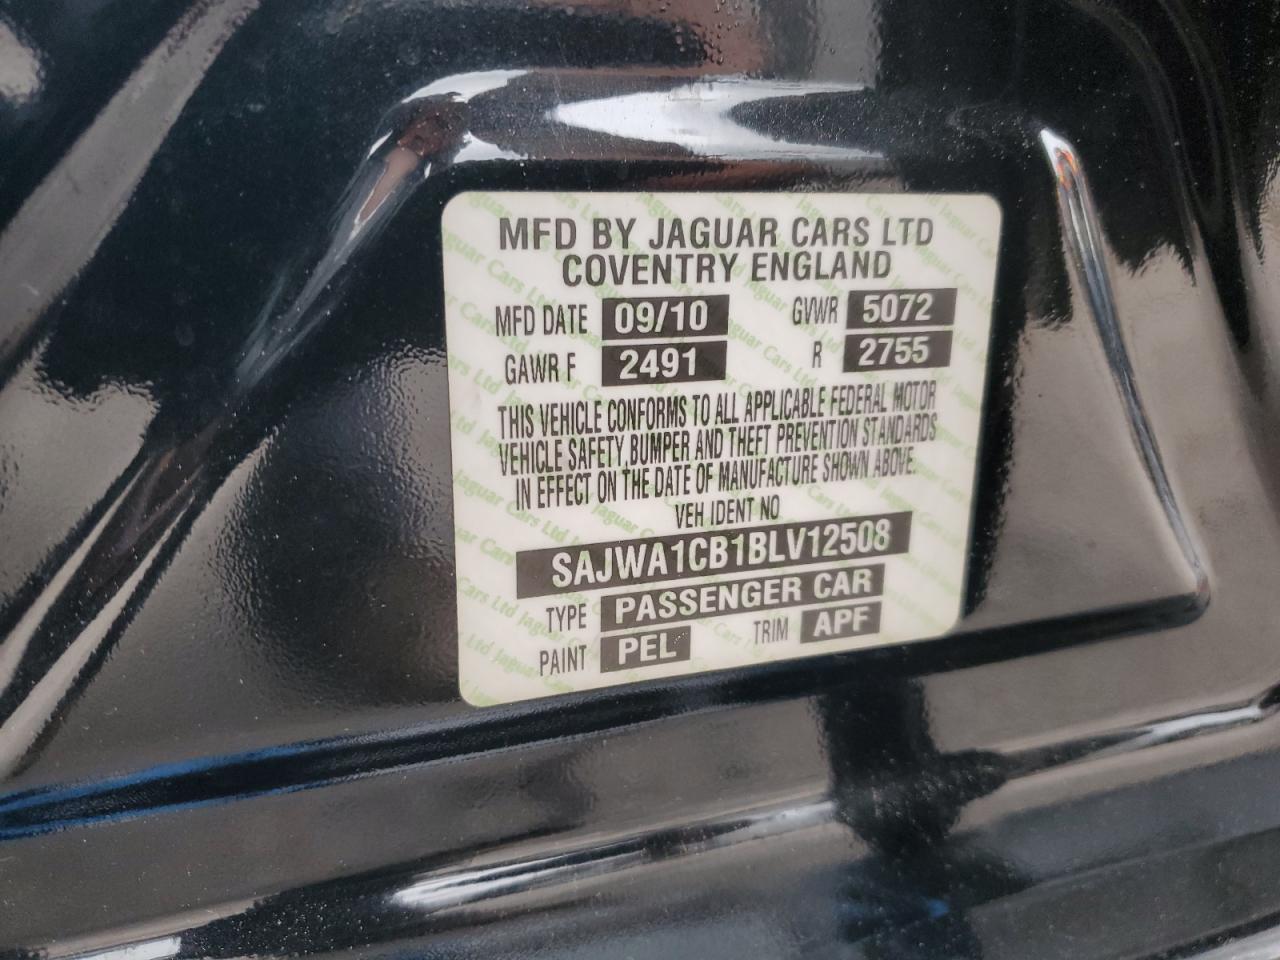 MFD BY JAGUAR CARS LTD
COVENTRY ENGLAND
MFD DATE 09/10 GVWR 5072
GAWR F 2491 R 2755
THIS VEHICLE CONFORMS TO ALL APPLICABLE FEDERAL MOTOR
VEHICLE SAFETY, BUMPER AND THEFT PREVENTION STANDARDS
IN EFFECT ON THE DATE OF MANUFACTURE SHOWN ABOVE.
VEH IDENT NO
SAJWA1CB1BLV12508
TYPE PASSENGER CAR
PAINT PEL TRIM APF